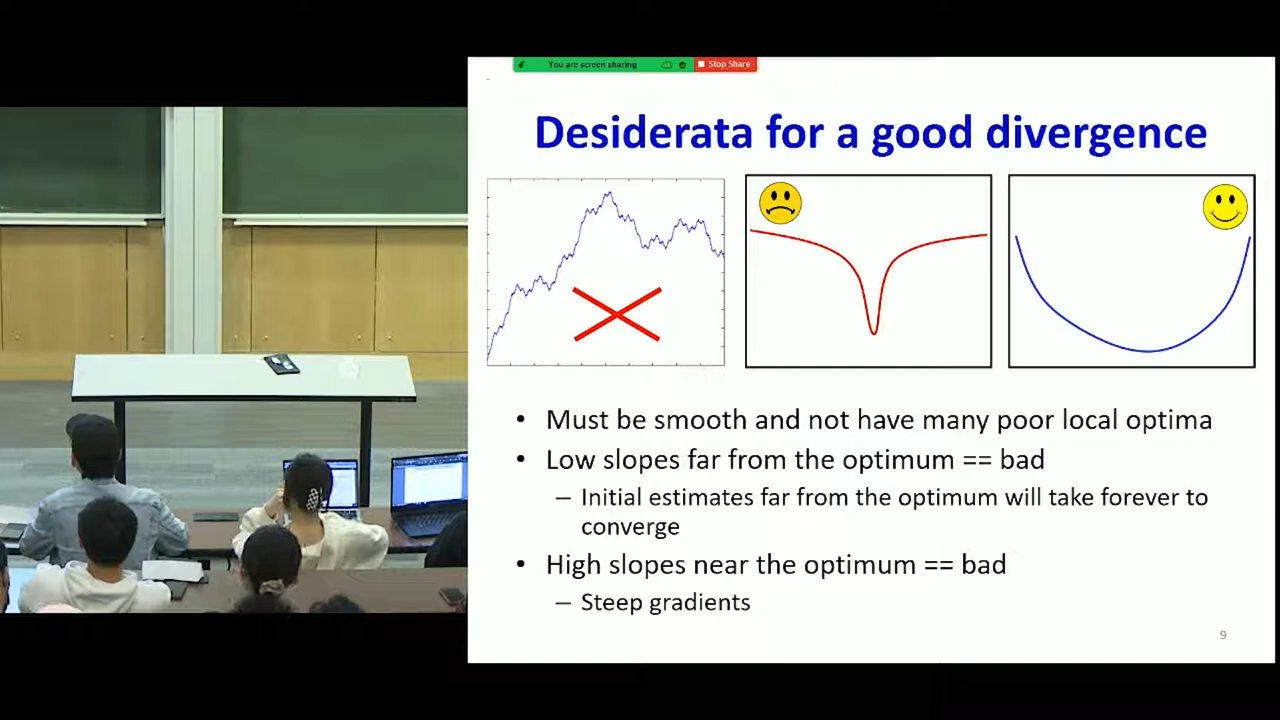 You are screen sharing
Stop Share
Desiderata for a good divergence
• Must be smooth and not have many poor local optima
• Low slopes far from the optimum == bad
– Initial estimates far from the optimum will take forever to
converge
• High slopes near the optimum == bad
– Steep gradients
9